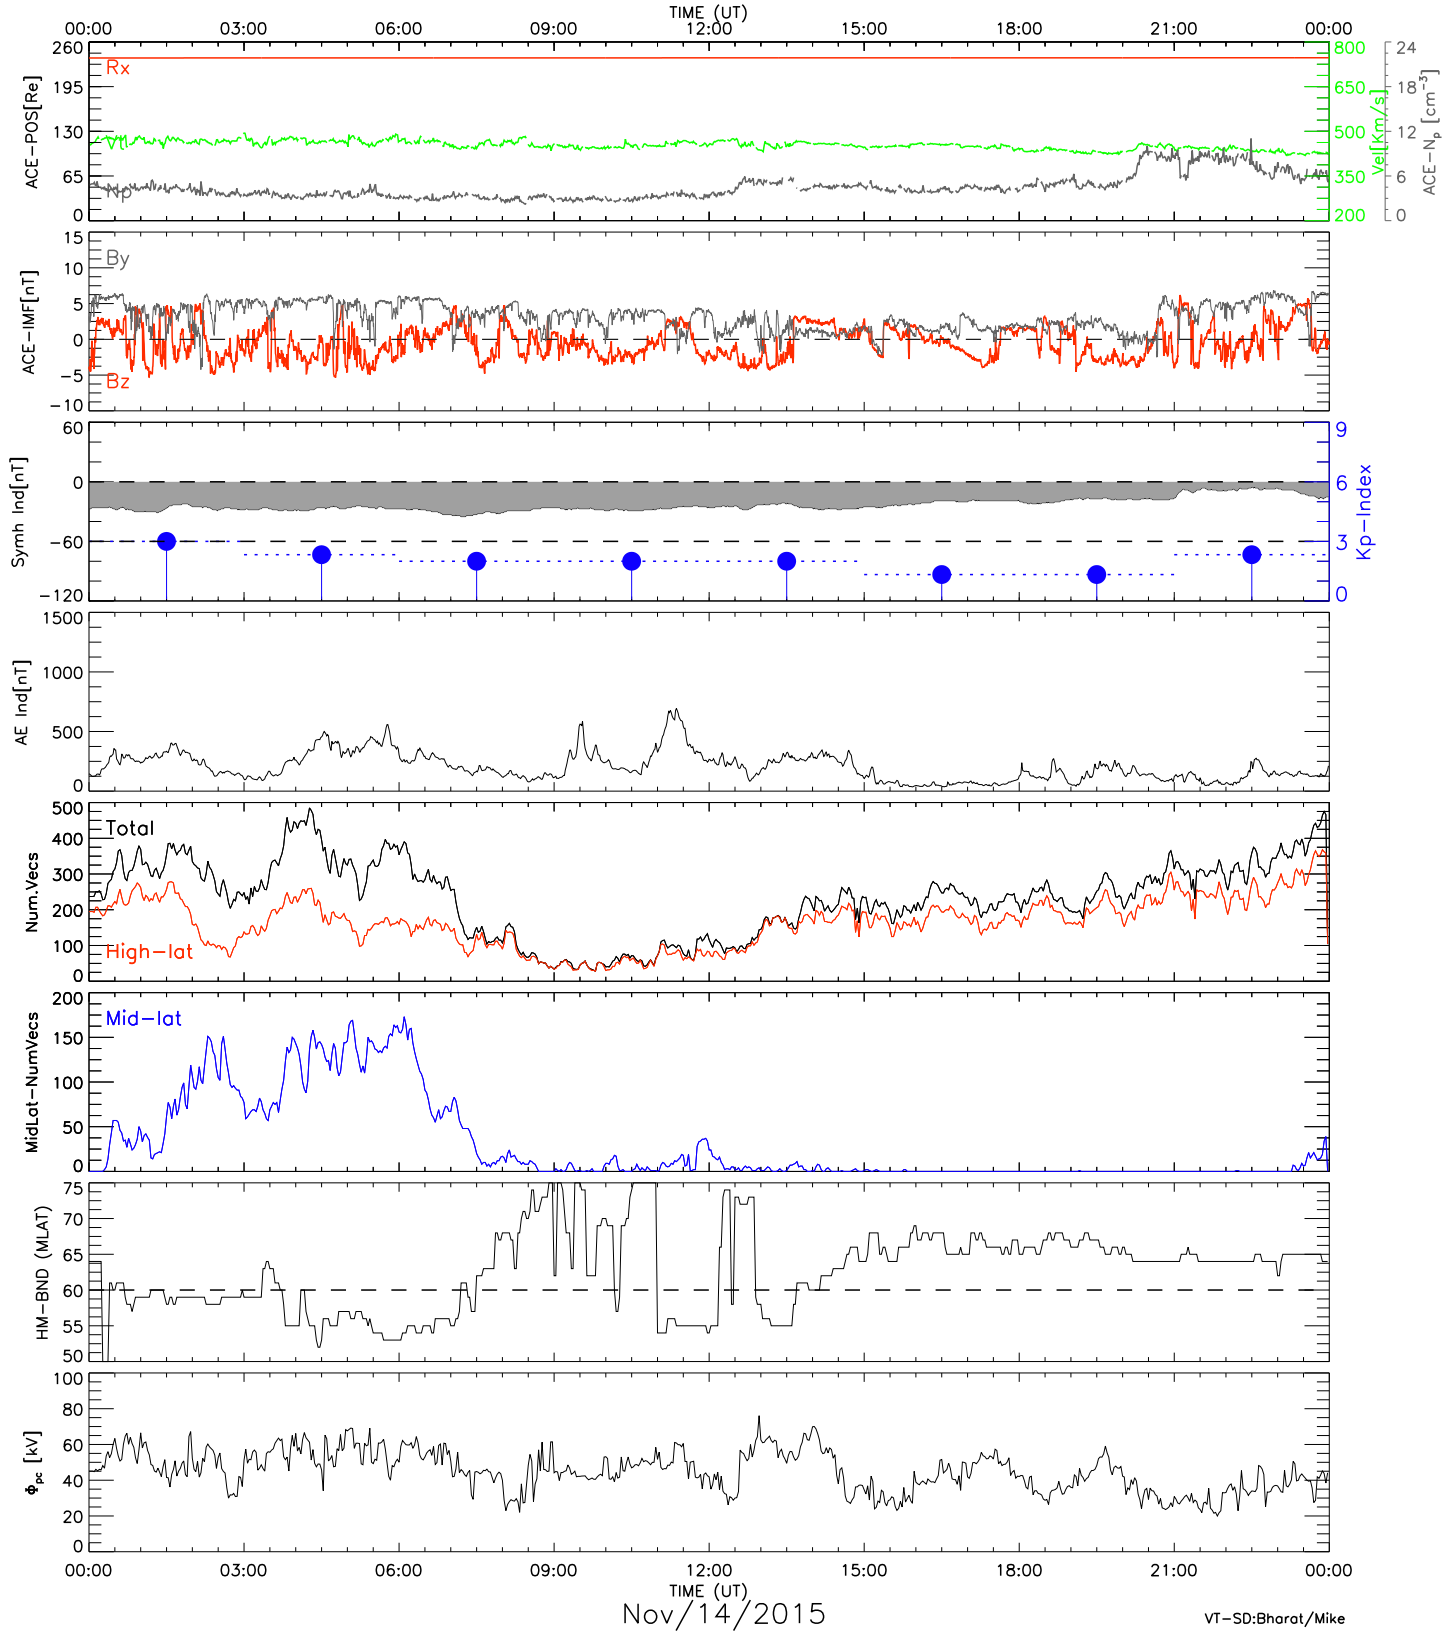 TIME (UT)
00:00 03:00 06:00 09:00 12:00 15:00 18:00 21:00 00:00
ACE-POS[Re]
260
195
130
65
0
Rx
Vt
Np
800
650
500
350
200
Vel[Km/s]
24
18
12
6
0
ACE-Np [cm-3]
ACE-IMF[nT]
15
10
5
0
-5
-10
By
Bz
Symh Ind[nT]
60
0
-60
-120
9
6
3
0
Kp-Index
AE Ind[nT]
1500
1000
500
0
Num.Vecs
500
400
300
200
100
0
Total
High-lat
MidLat-NumVecs
200
150
100
50
0
Mid-lat
HM-BND (MLAT)
75
70
65
60
55
50
Φpc [kV]
100
80
60
40
20
0
00:00 03:00 06:00 09:00 12:00 15:00 18:00 21:00 00:00
TIME (UT)
Nov/14/2015
VT-SD:Bharat/Mike